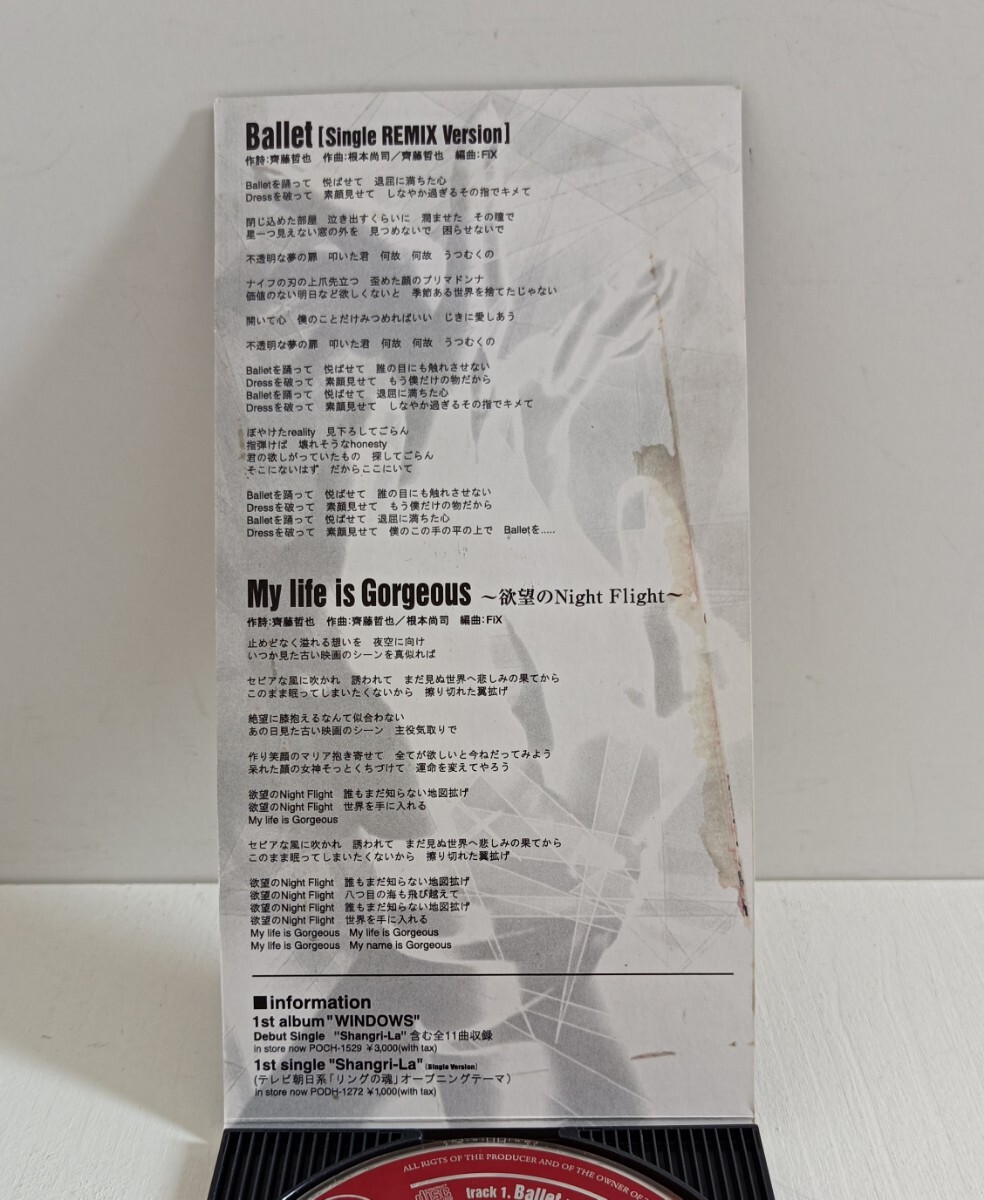 Ballet [Single REMIX Version]
作詩:齊藤哲也　作曲:根本尚司／齊藤哲也　編曲:FiX
Balletを踊って　悦ばせて　退屈に満ちた心
Dressを破って　素顔見せて　しなやか過ぎるその指でキメて
閉じ込めた部屋　泣き出すくらいに　潤ませた　その瞳で
星一つ見えない窓の外を　見つめないで　困らせないで
不透明な夢の扉　叩いた君　何故　何故　うつむくの
ナイフの刃の上爪先立つ　歪めた顔のプリマドンナ
価値のない明日など欲しくないと　季節ある世界を捨てたじゃない
開いて心　僕のことだけみつめればいい　じきに愛しあう
不透明な夢の扉　叩いた君　何故　何故　うつむくの
Balletを踊って　悦ばせて　誰の目にも触れさせない
Dressを破って　素顔見せて　もう僕だけの物だから
Balletを踊って　悦ばせて　退屈に満ちた心
Dressを破って　素顔見せて　しなやか過ぎるその指でキメて
ぼやけたreality　見下ろしてごらん
指弾けば　壊れそうなhonesty
君の欲しがっていたもの　探してごらん
そこにないはず　だからここにいて
Balletを踊って　悦ばせて　誰の目にも触れさせない
Dressを破って　素顔見せて　もう僕だけの物だから
Balletを踊って　悦ばせて　退屈に満ちた心
Dressを破って　素顔見せて　僕のこの手の平の上で　Balletを.....
My life is Gorgeous ～欲望のNight Flight～
作詩:齊藤哲也　作曲:齊藤哲也／根本尚司　編曲:FiX
止めどなく溢れる想いを　夜空に向け
いつか見た古い映画のシーンを真似れば
セピアな風に吹かれ　誘われて　まだ見ぬ世界へ悲しみの果てから
このまま眠ってしまいたくないから　擦り切れた翼拡げ
絶望に膝抱えるなんて似合わない
あの日見た古い映画のシーン　主役気取りで
作り笑顔のマリア抱き寄せて　全てが欲しいと今ねだってみよう
呆れた顔の女神そっとくちづけて　運命を変えてやろう
欲望のNight Flight　誰もまだ知らない地図拡げ
欲望のNight Flight　世界を手に入れる
My life is Gorgeous
セピアな風に吹かれ　誘われて　まだ見ぬ世界へ悲しみの果てから
このまま眠ってしまいたくないから　擦り切れた翼拡げ
欲望のNight Flight　誰もまだ知らない地図拡げ
欲望のNight Flight　八つ目の海も飛び越えて
欲望のNight Flight　誰もまだ知らない地図拡げ
欲望のNight Flight　世界を手に入れる
My life is Gorgeous　My life is Gorgeous
My life is Gorgeous　My name is Gorgeous
■information
1st album "WINDOWS"
Debut Single "Shangri-La" 含む全11曲収録
in store now POCH-1529 ¥3,000(with tax)
1st single "Shangri-La" [Single Version]
(テレビ朝日系「リングの魂」オープニングテーマ)
in store now PODH-1272 ¥1,000(with tax)
ALL RIGTS OF THE PRODUCER AND OF THE OWNER OF
track 1. Ballet